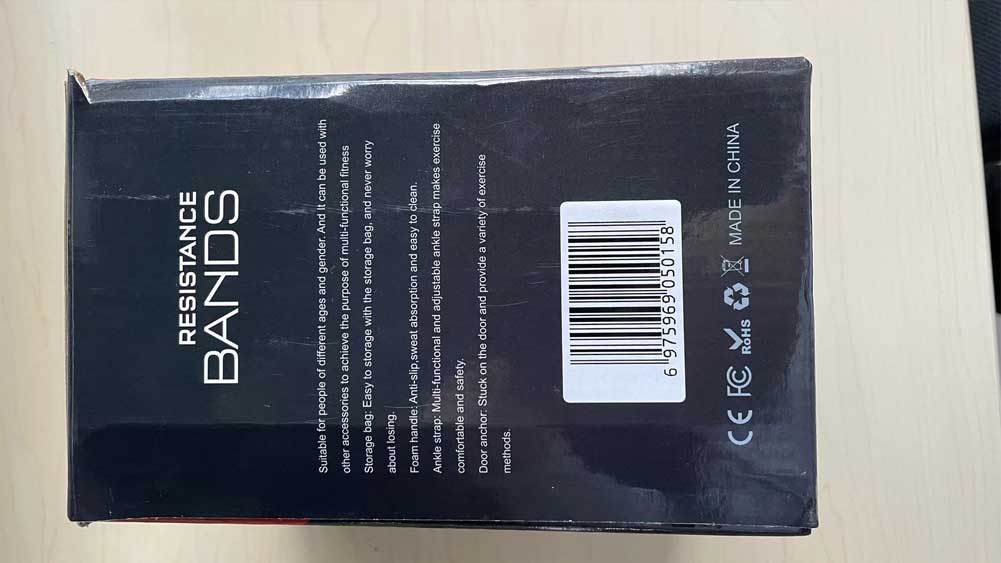 RESISTANCE
BANDS
Suitable for people of different ages and gender. And It can be used with
other accessories to achieve the purpose of multi-functional fitness
Storage bag: Easy to storage with the storage bag, and never worry
about losing.
Foam handle: Anti-slip,sweat absorption and easy to clean.
Ankle strap: Multi-functional and adjustable ankle strap makes exercise
comfortable and safety.
Door anchor: Stuck on the door and provide a variety of exercise
methods.
6 975969 050158
CE FC RoHS MADE IN CHINA